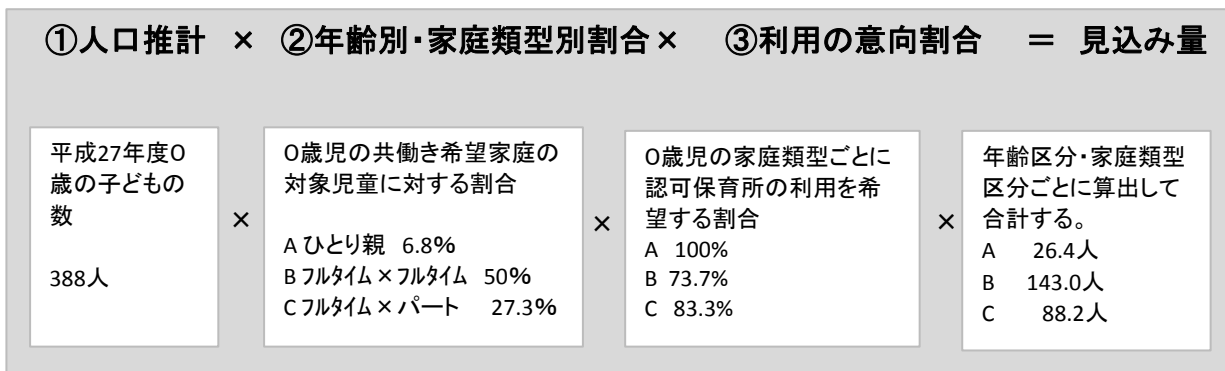 ①人口推計 × ②年齢別・家庭類型別割合× ③利用の意向割合 ＝ 見込み量
平成27年度0
歳の子どもの
数
388人
×
0歳児の共働き希望家庭の
対象児童に対する割合
A ひとり親 6.8%
B フルタイム×フルタイム 50%
C フルタイム×パート 27.3%
×
0歳児の家庭類型ごとに
認可保育所の利用を希
望する割合
A 100%
B 73.7%
C 83.3%
×
年齢区分・家庭類型
区分ごとに算出して
合計する。
A 26.4人
B 143.0人
C 88.2人